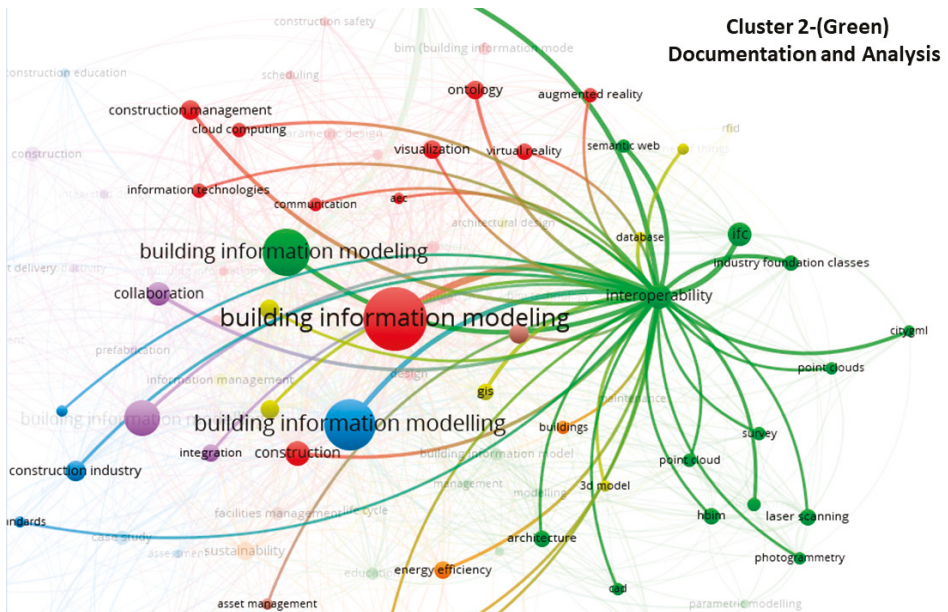 Cluster 2-(Green)
Documentation and Analysis
construction safety
bim (building information mode
construction education
scheduling
ontology
augmented reality
construction management
cloud computing
parametric design
rfid
visualization
virtual reality
semantic web
construction
information technologies
communication
aec
architectural design
database
ifc
building information modeling
industry foundation classes
t delivery
collaboration
interoperability
building information modeling
citygml
prefabrication
point clouds
information management
design
gis
maintenance
building information m
building information modelling
buildings
survey
integration
construction
building information model
point cloud
construction industry
management
modelling
3d model
facilities management
life cycle
hbim
laser scanning
ndards
case study
architecture
assessment
sustainability
photogrammetry
education
energy efficiency
cad
asset management
parametric modelling